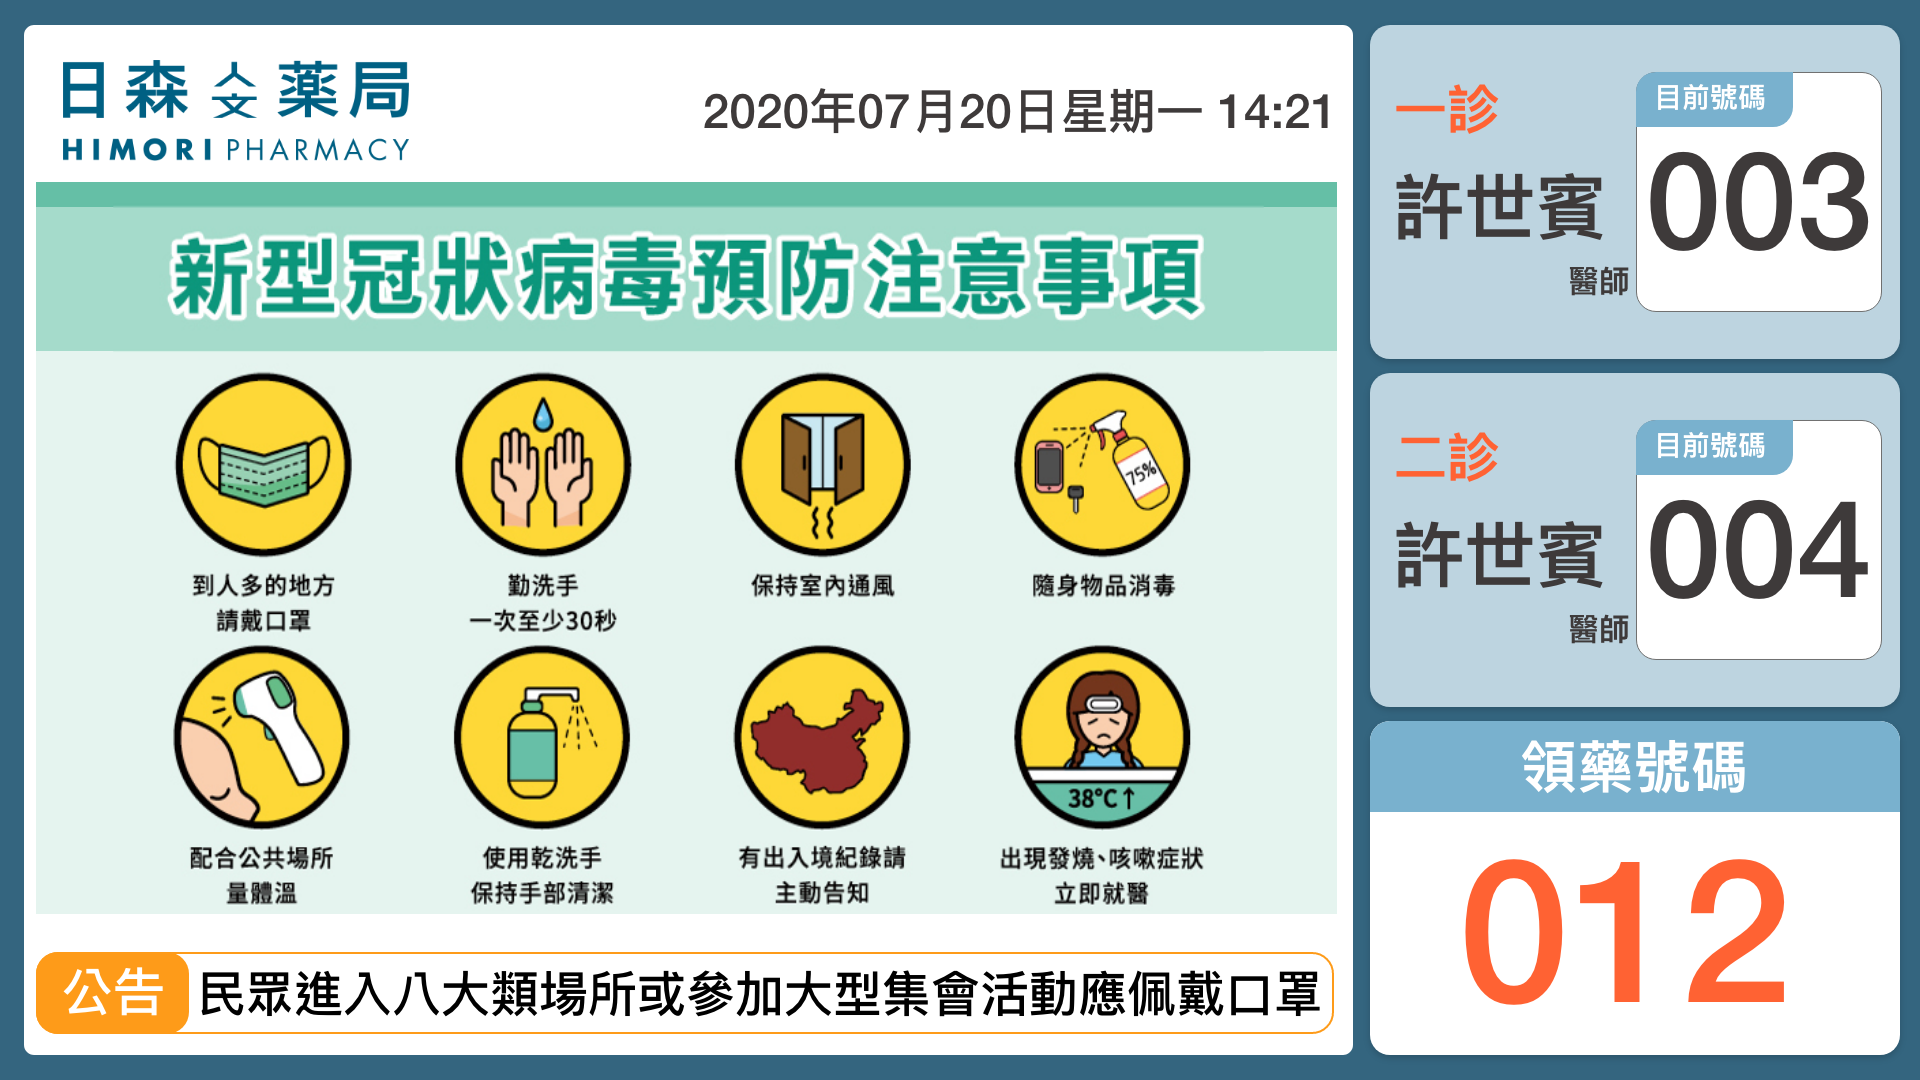 日森大文藥局
HIMORI PHARMACY
2020年07月20日星期一 14:21
新型冠狀病毒預防注意事項
75%
到人多的地方
請戴口罩
勤洗手
一次至少30秒
保持室內通風
隨身物品消毒
38°C↑
配合公共場所
量體溫
使用乾洗手
保持手部清潔
有出入境紀錄請
主動告知
出現發燒、咳嗽症狀
立即就醫
公告
民眾進入八大類場所或參加大型集會活動應佩戴口罩
一診
目前號碼
許世賓
003
醫師
二診
目前號碼
許世賓
004
醫師
領藥號碼
012